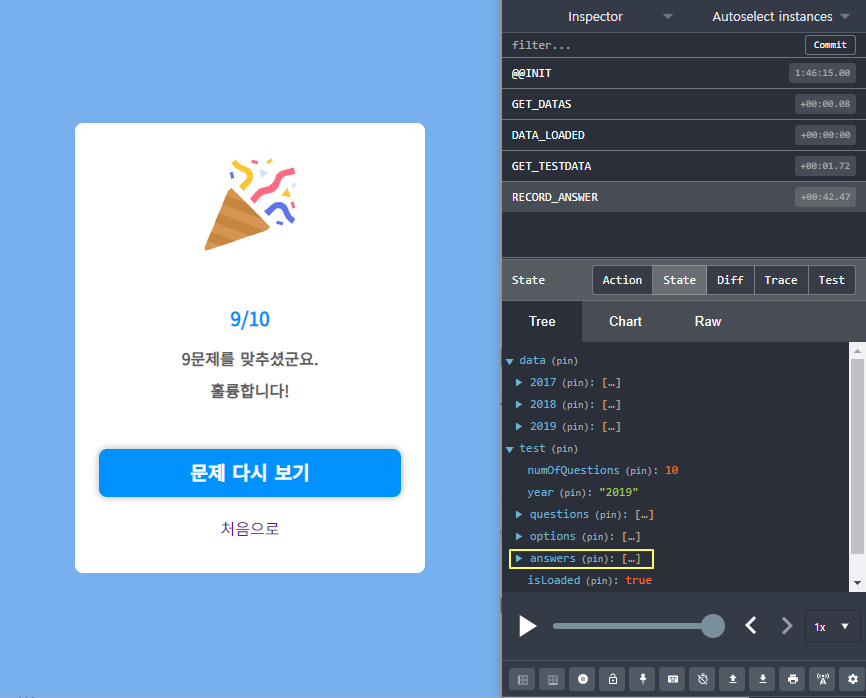 9/10
9문제를 맞추셨군요.
훌륭합니다!
문제 다시 보기
처음으로
Inspector
Autoselect instances
filter...
Commit
@@INIT
1:46:15.00
GET_DATAS
+00:00.08
DATA_LOADED
+00:00:00
GET_TESTDATA
+00:01.72
RECORD_ANSWER
+00:42.47
State
Action State Diff Trace Test
Tree Chart Raw
data (pin)
2017 (pin): […]
2018 (pin): […]
2019 (pin): […]
test (pin)
numOfQuestions (pin): 10
year (pin): "2019"
questions (pin): […]
options (pin): […]
answers (pin): […]
isLoaded (pin): true
1x